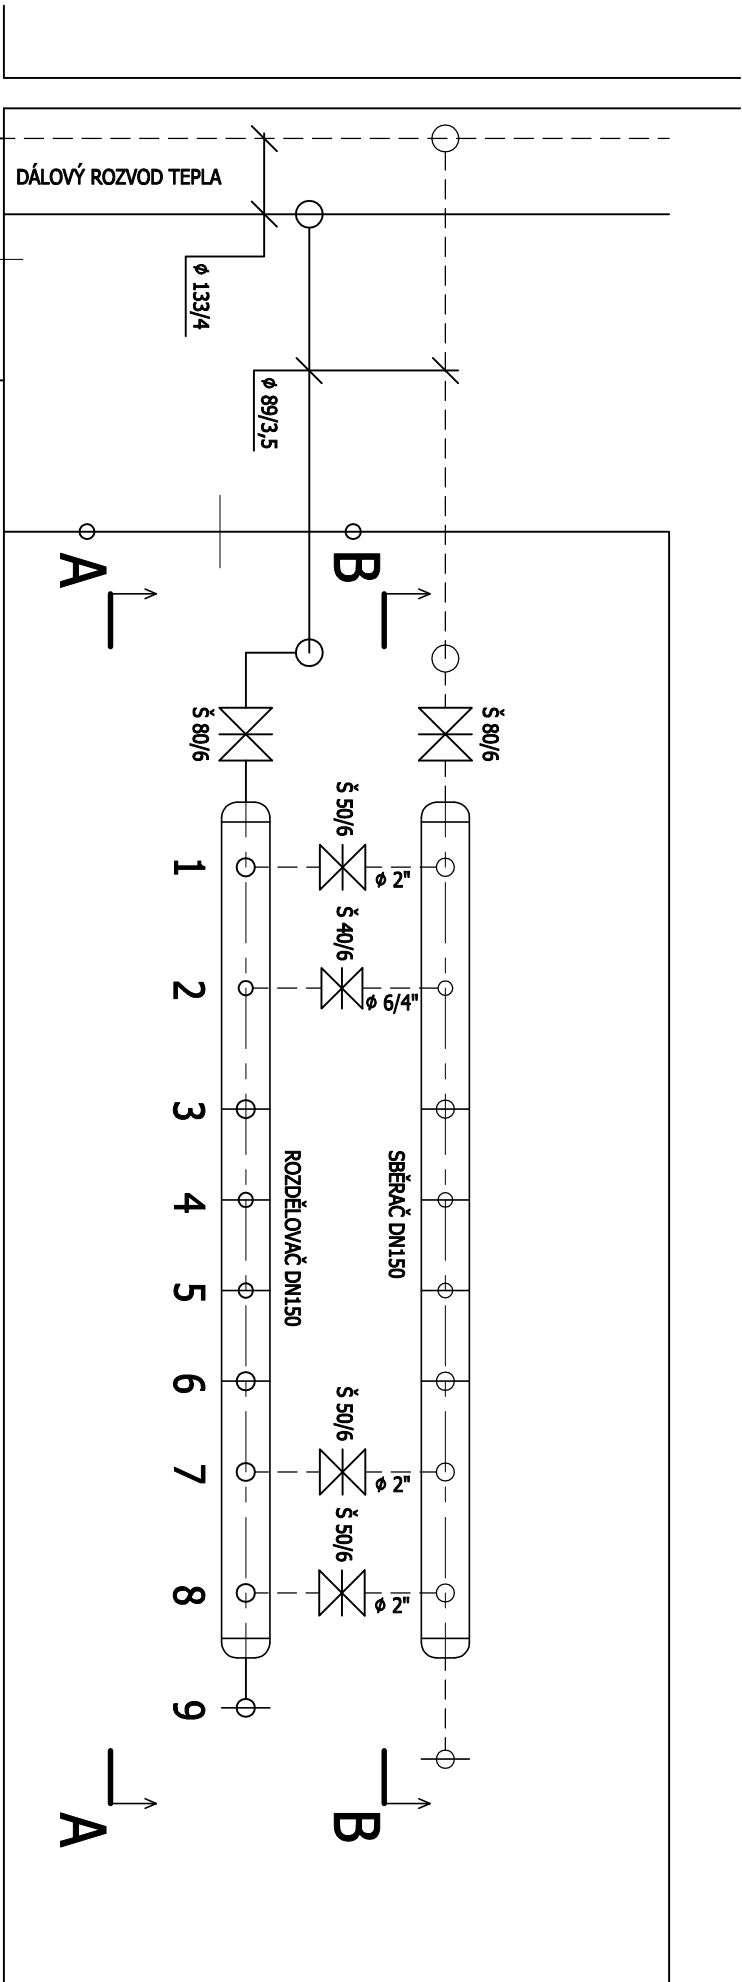 DÁLOVÝ ROZVOD TEPLA
ϕ 133/4
ϕ 89/3,5
A
B
Š 80/6
Š 80/6
Š 50/6
ϕ 2"
1
Š 40/6
ϕ 6/4"
2
3
4
5
6
7
8
9
ROZDĚLOVAČ DN150
SBĚRAČ DN150
Š 50/6
ϕ 2"
Š 50/6
ϕ 2"
A
B